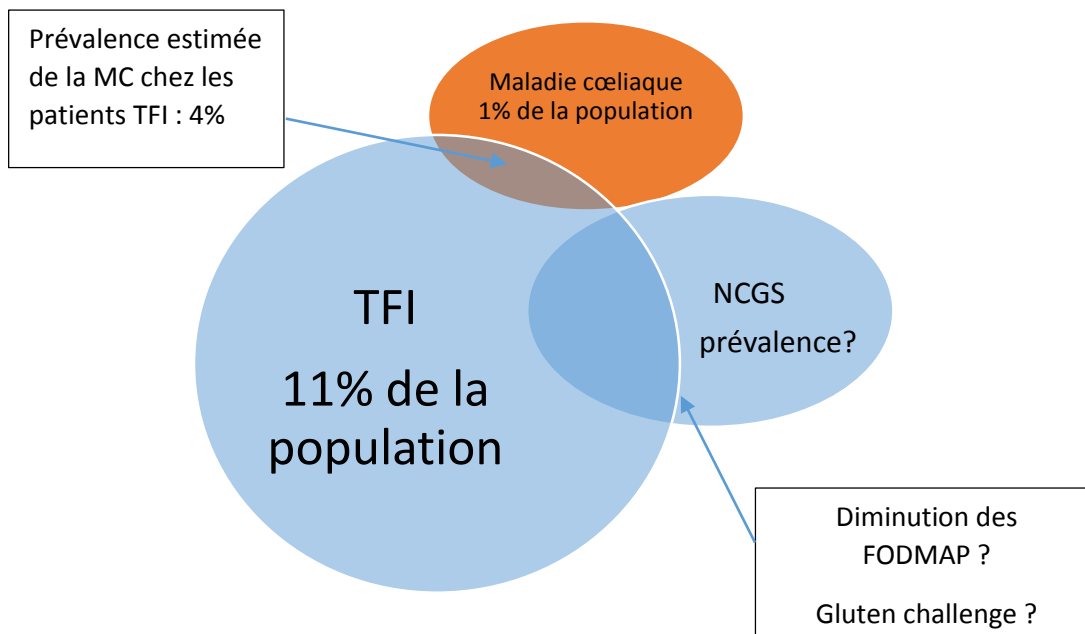 Prévalence estimée
de la MC chez les
patients TFI : 4%
Maladie cœliaque
1% de la population
TFI
11% de la
population
NCGS
prévalence?
Diminution des
FODMAP ?
Gluten challenge ?